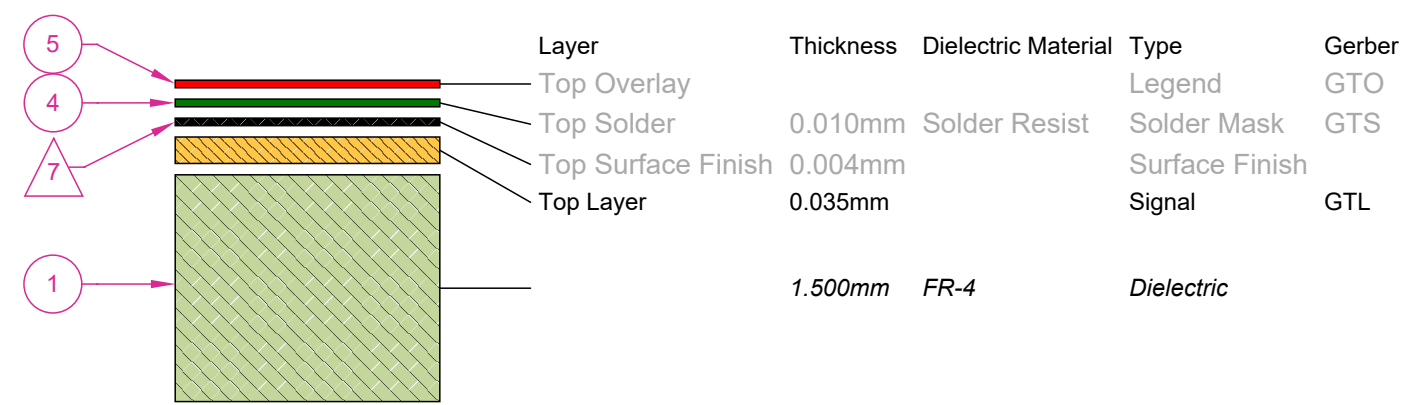 5
Layer Thickness Dielectric Material Type Gerber
Top Overlay Legend GTO
4
Top Solder 0.010mm Solder Resist Solder Mask GTS
7
Top Surface Finish 0.004mm Surface Finish
Top Layer 0.035mm Signal GTL
1
1.500mm FR-4 Dielectric